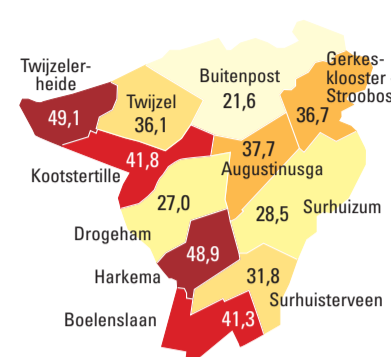 Twijzeler-
heide
49,1
Twijzel
36,1
Buitenpost
21,6
Gerkes-
klooster
Stroobos
36,7
41,8
Kootstertille
37,7
Augustinusga
27,0
Drogeham
28,5
Surhuizum
48,9
Harkema
31,8
Surhuisterveen
Boelenslaan
41,3